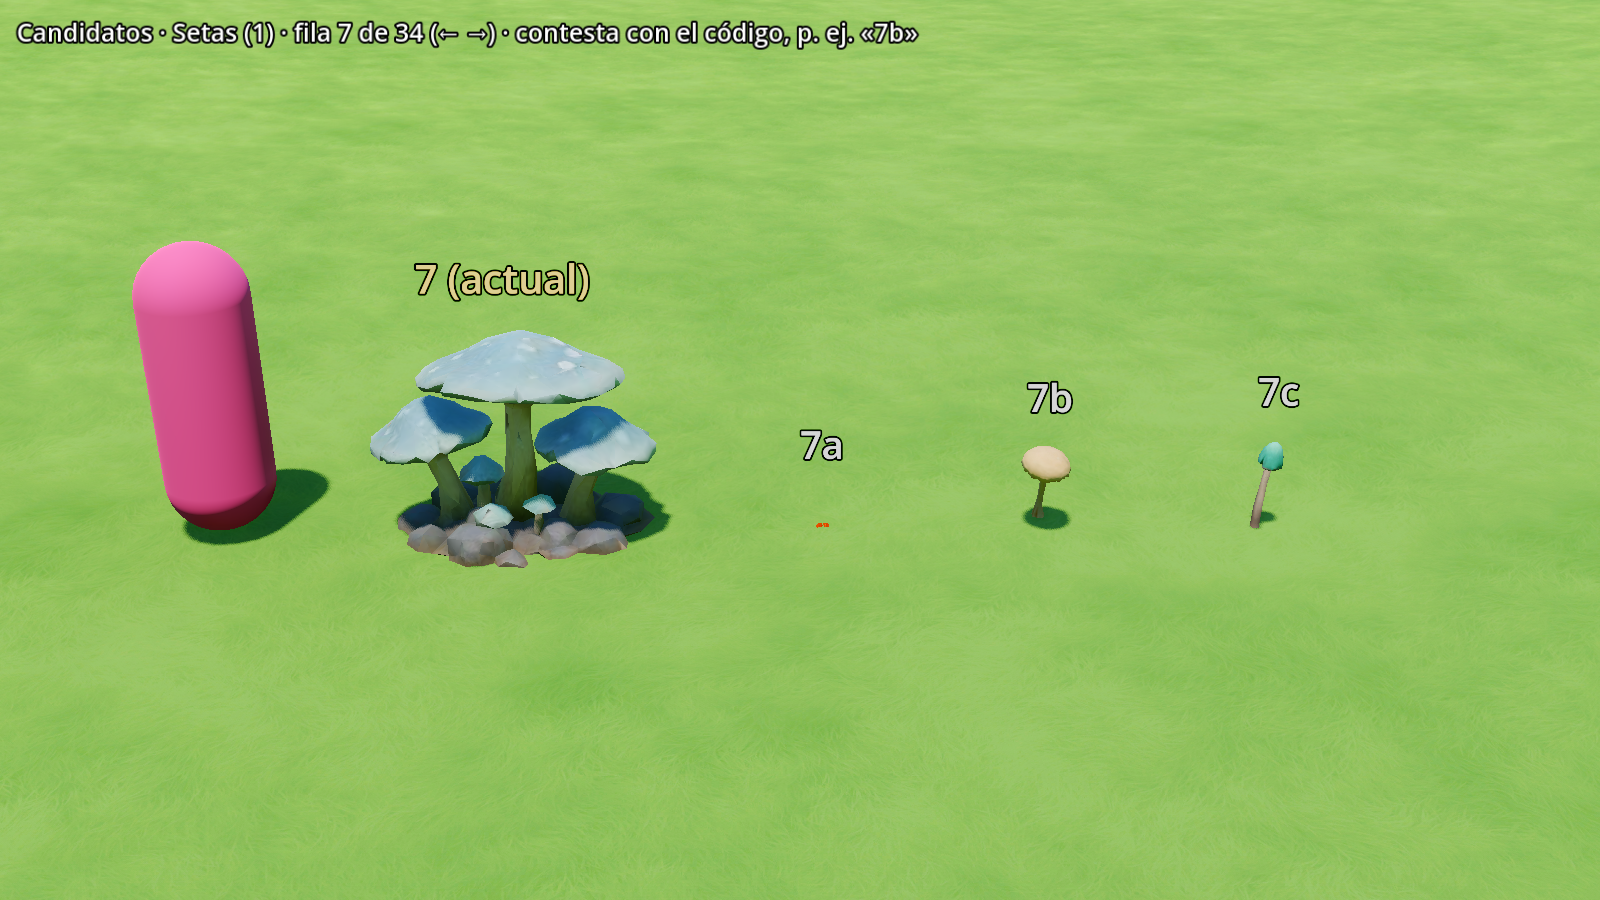 Candidatos · Setas (1) · fila 7 de 34 (← →) · contesta con el código, p. ej. «7b»
7 (actual)
7a
7b
7c